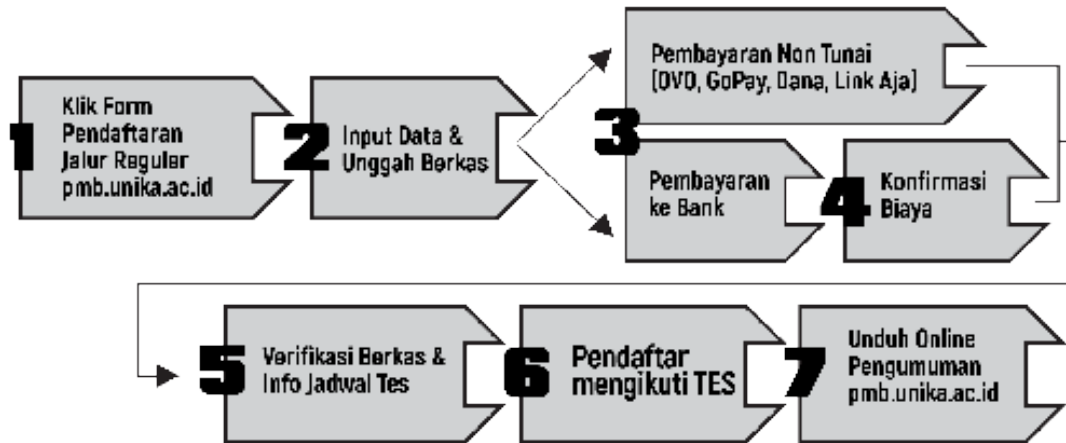 1
Klik Form
Pendaftaran
Jalur Reguler
pmb.unika.ac.id
2
Input Data &
Unggah Berkas
3
Pembayaran Non Tunai
(OVO, GoPay, Dana, Link Aja)
Pembayaran
ke Bank
4
Konfirmasi
Biaya
5
Verifikasi Berkas &
Info Jadwal Tes
6
Pendaftar
mengikuti TES
7
Unduh Online
Pengumuman
pmb.unika.ac.id